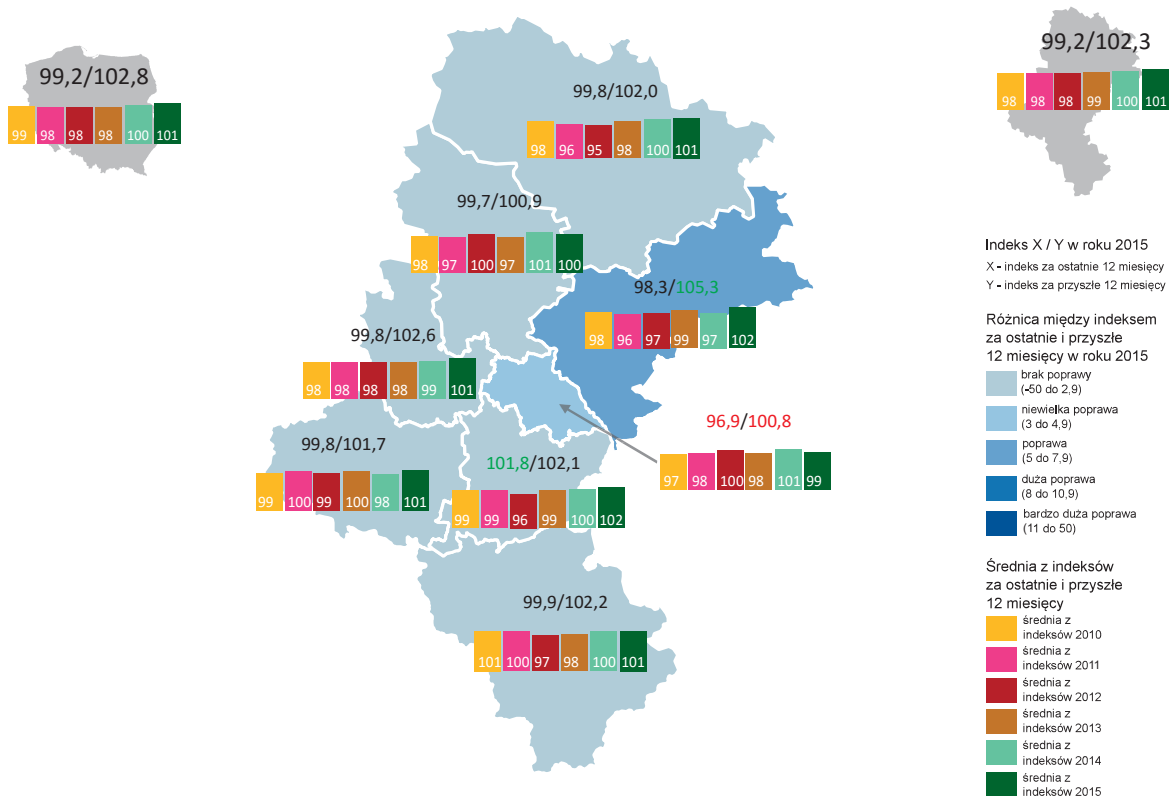 99,2/102,8
99 98 98 98 100 101
99,8/102,0
98 96 95 98 100 101
99,7/100,9
98 97 100 97 101 100
98,3/105,3
98 96 97 99 97 102
99,8/102,6
98 98 98 98 99 101
96,9/100,8
97 98 100 98 101 99
99,8/101,7
99 100 99 100 98 101
101,8/102,1
99 99 96 99 100 102
99,9/102,2
101 100 97 98 100 101
99,2/102,3
98 98 98 99 100 101
Indeks X / Y w roku 2015
X - indeks za ostatnie 12 miesięcy
Y - indeks za przyszłe 12 miesięcy
Różnica między indeksem
za ostatnie i przyszłe
12 miesięcy w roku 2015
brak poprawy
(-50 do 2,9)
niewielka poprawa
(3 do 4,9)
poprawa
(5 do 7,9)
duża poprawa
(8 do 10,9)
bardzo duża poprawa
(11 do 50)
Średnia z indeksów
za ostatnie i przyszłe
12 miesięcy
średnia z
indeksów 2010
średnia z
indeksów 2011
średnia z
indeksów 2012
średnia z
indeksów 2013
średnia z
indeksów 2014
średnia z
indeksów 2015